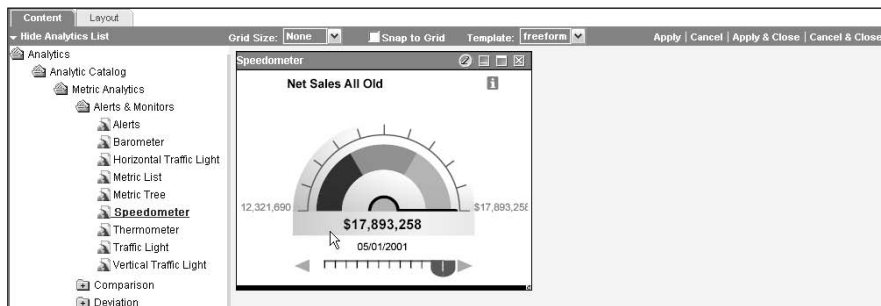 Content Layout
Hide Analytics List Grid Size: None Snap to Grid Template: freeform Apply | Cancel | Apply & Close | Cancel & Close
Analytics
Analytic Catalog
Metric Analytics
Alerts & Monitors
Alerts
Barometer
Horizontal Traffic Light
Metric List
Metric Tree
Speedometer
Thermometer
Traffic Light
Vertical Traffic Light
Comparison
Deviation
Speedometer
Net Sales All Old
12,321,690 $17,893,258
$17,893,258
05/01/2001